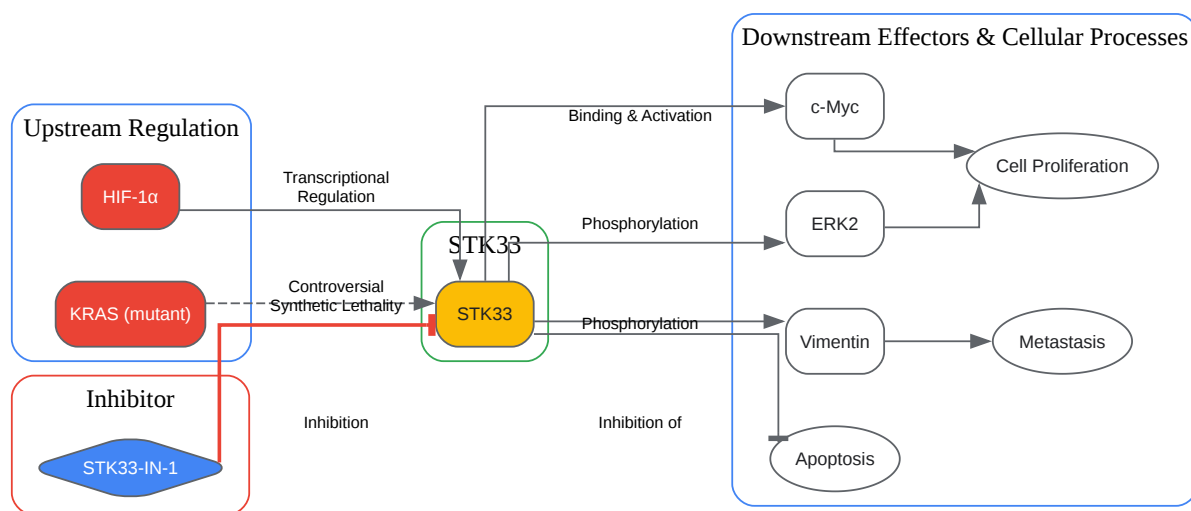 Downstream Effectors & Cellular Processes
Upstream Regulation
HIF-1α
KRAS (mutant)
Transcriptional
Regulation
Controversial
Synthetic Lethality
Inhibitor
STK33-IN-1
Inhibition
STK33
STK33
Binding & Activation
Phosphorylation
Phosphorylation
Inhibition of
c-Myc
Cell Proliferation
ERK2
Vimentin
Metastasis
Apoptosis